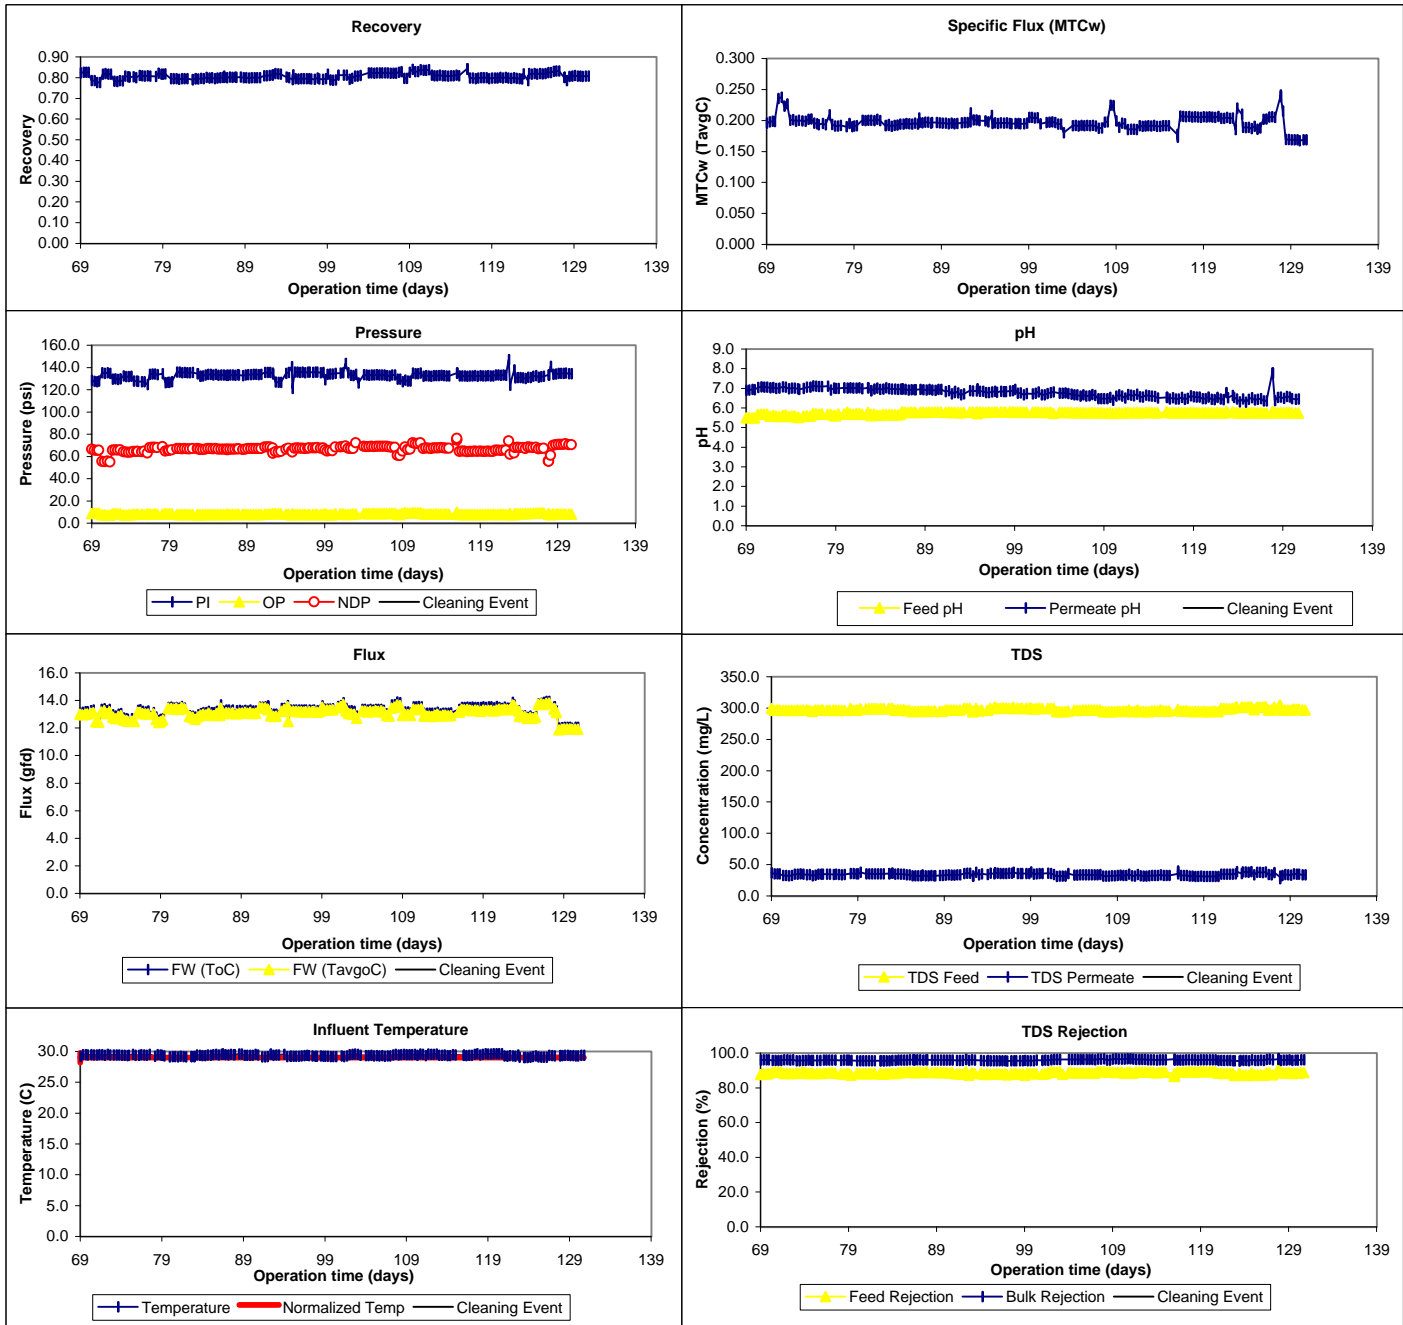 Recovery
0.90
0.80
0.70
0.60
0.50
0.40
0.30
0.20
0.10
0.00
Recovery
69 79 89 99 109 119 129 139
Operation time (days)
Specific Flux (MTCw)
0.300
0.250
0.200
0.150
0.100
0.050
0.000
MTCw (TavgC)
69 79 89 99 109 119 129 139
Operation time (days)
Pressure
160.0
140.0
120.0
100.0
80.0
60.0
40.0
20.0
0.0
Pressure (psi)
69 79 89 99 109 119 129 139
Operation time (days)
PI OP NDP Cleaning Event
pH
9.0
8.0
7.0
6.0
5.0
4.0
3.0
2.0
1.0
0.0
pH
69 79 89 99 109 119 129 139
Operation time (days)
Feed pH Permeate pH Cleaning Event
Flux
16.0
14.0
12.0
10.0
8.0
6.0
4.0
2.0
0.0
Flux (gfd)
69 79 89 99 109 119 129 139
Operation time (days)
FW (ToC) FW (TavgoC) Cleaning Event
TDS
350.0
300.0
250.0
200.0
150.0
100.0
50.0
0.0
Concentration (mg/L)
69 79 89 99 109 119 129 139
Operation time (days)
TDS Feed TDS Permeate Cleaning Event
Influent Temperature
30.0
25.0
20.0
15.0
10.0
5.0
0.0
Temperature (C)
69 79 89 99 109 119 129 139
Operation time (days)
Temperature Normalized Temp Cleaning Event
TDS Rejection
100.0
80.0
60.0
40.0
20.0
0.0
Rejection (%)
69 79 89 99 109 119 129 139
Operation time (days)
Feed Rejection Bulk Rejection Cleaning Event